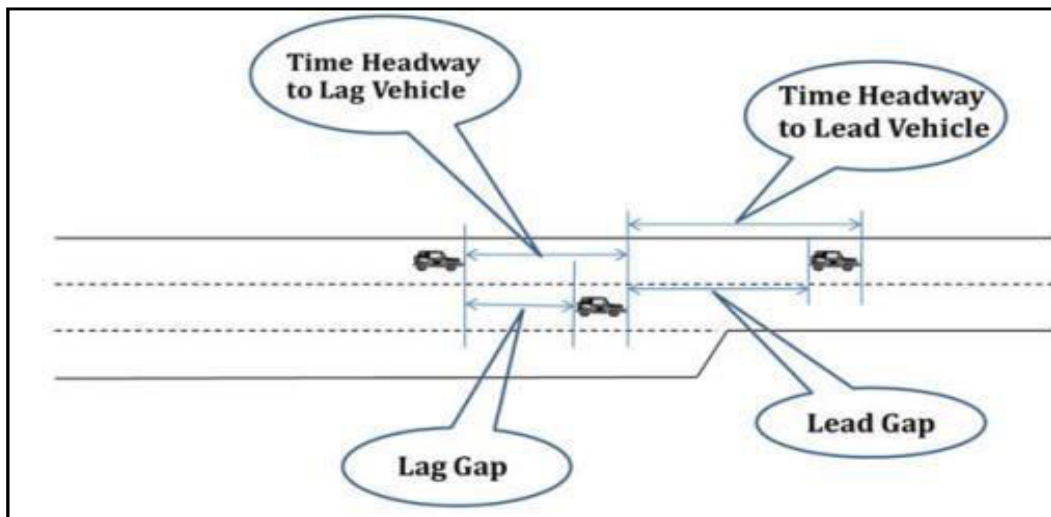 Time Headway
to Lag Vehicle
Time Headway
to Lead Vehicle
Lag Gap
Lead Gap